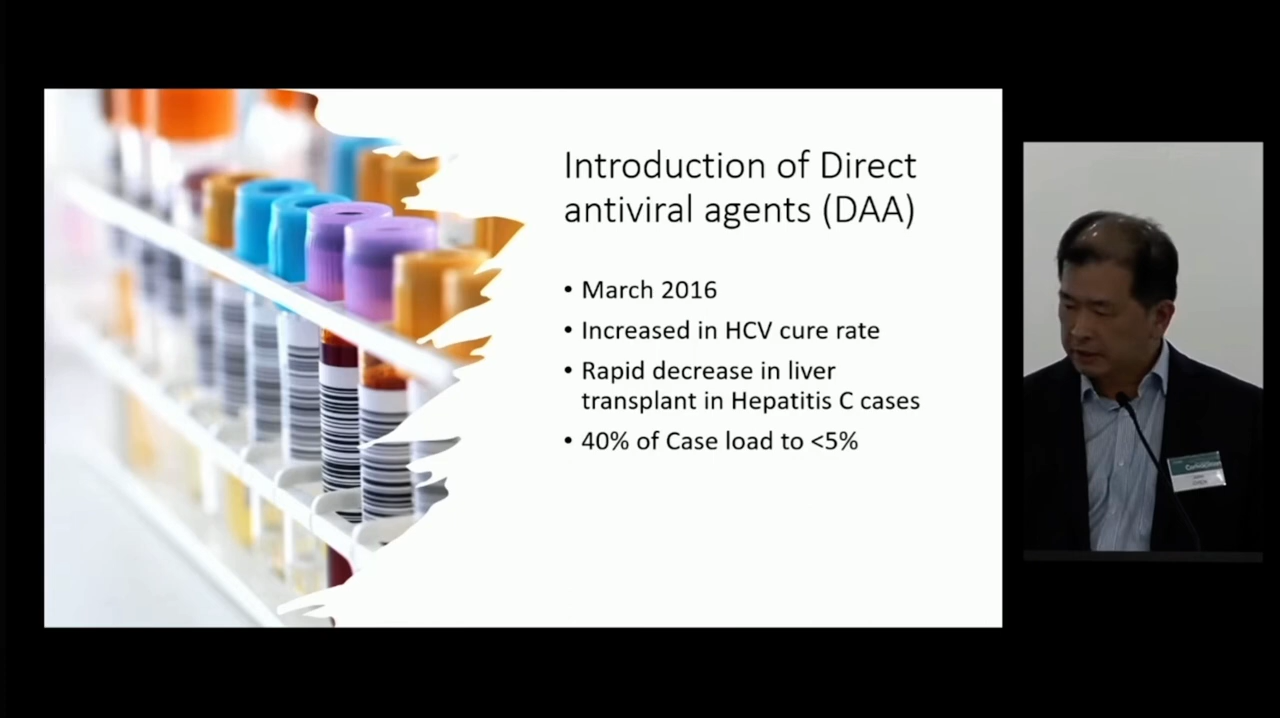 Introduction of Direct
antiviral agents (DAA)
• March 2016
• Increased in HCV cure rate
• Rapid decrease in liver
transplant in Hepatitis C cases
• 40% of Case load to <5%